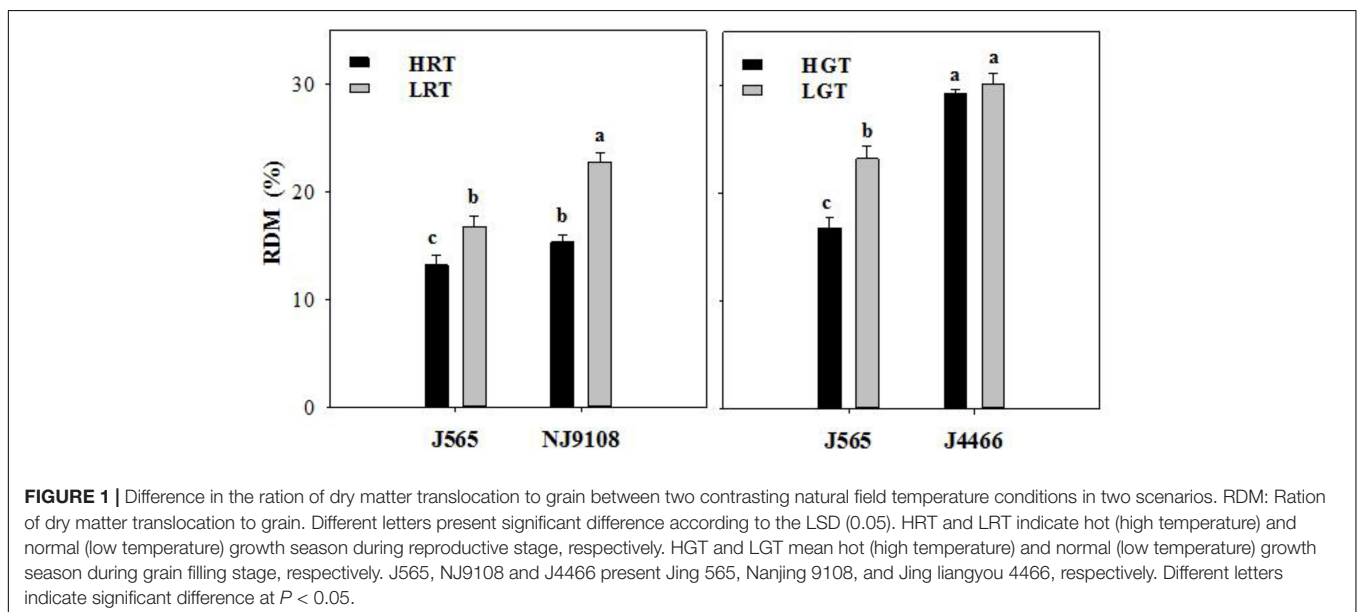 HRT
LRT
c
b
b
a
HGT
LGT
c
b
a
a
RDM (%)
30
20
10
0
J565 NJ9108
J565 J4466
FIGURE 1 | Difference in the ration of dry matter translocation to grain between two contrasting natural field temperature conditions in two scenarios. RDM: Ration
of dry matter translocation to grain. Different letters present significant difference according to the LSD (0.05). HRT and LRT indicate hot (high temperature) and
normal (low temperature) growth season during reproductive stage, respectively. HGT and LGT mean hot (high temperature) and normal (low temperature) growth
season during grain filling stage, respectively. J565, NJ9108 and J4466 present Jing 565, Nanjing 9108, and Jing liangyou 4466, respectively. Different letters
indicate significant difference at P < 0.05.